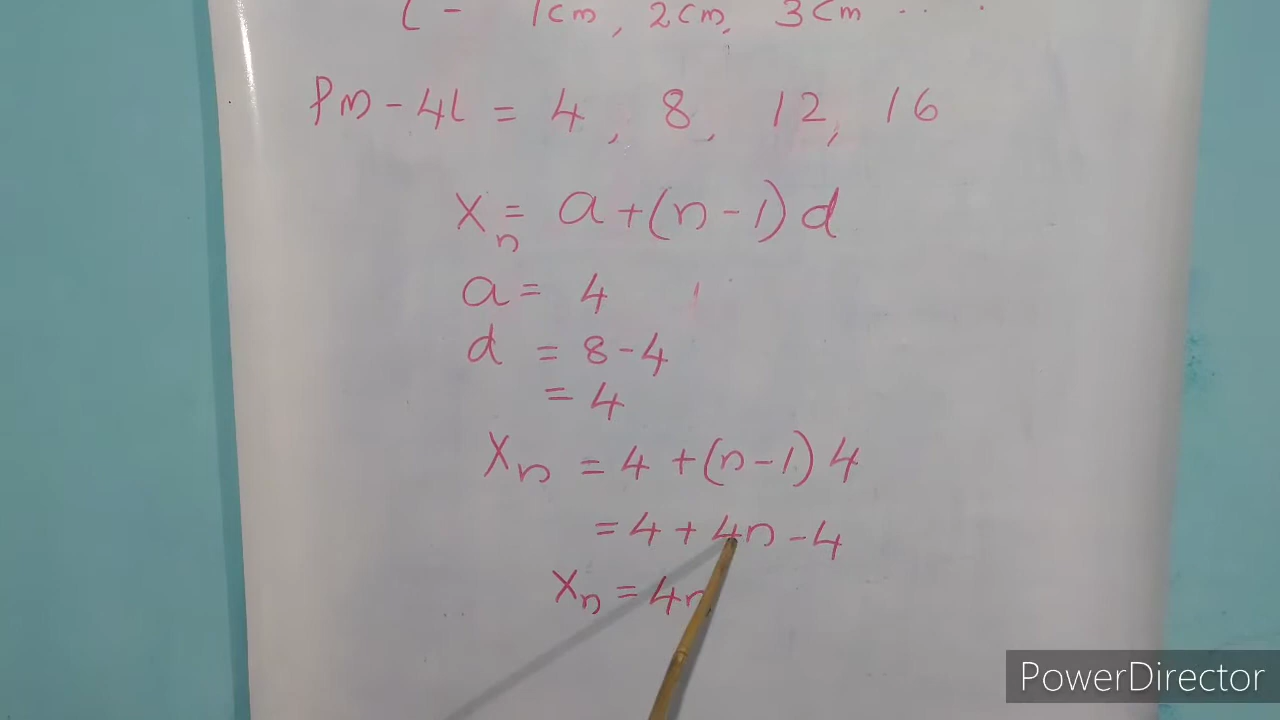 l - 1cm, 2cm, 3cm ...
Pm - 4l = 4, 8, 12, 16
Xn = a + (n - 1) d
a = 4
d = 8 - 4
= 4
Xn = 4 + (n - 1) 4
= 4 + 4n - 4
Xn = 4n
PowerDirector